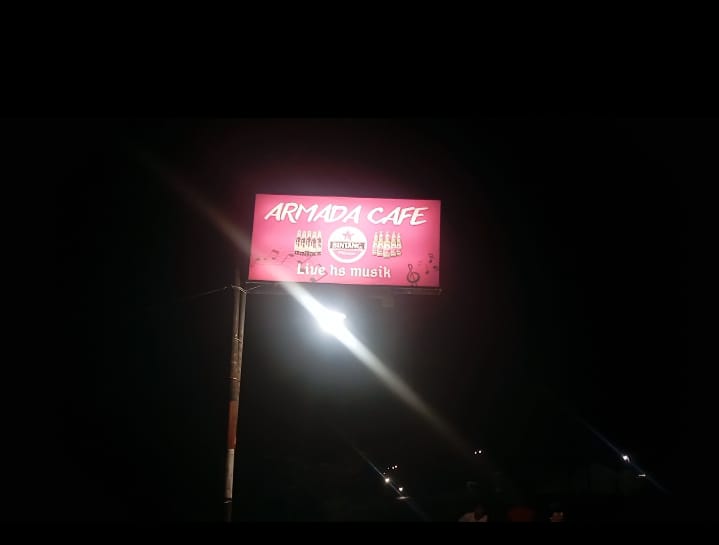 ARMADA CAFE
BINTANG
Live hs musik